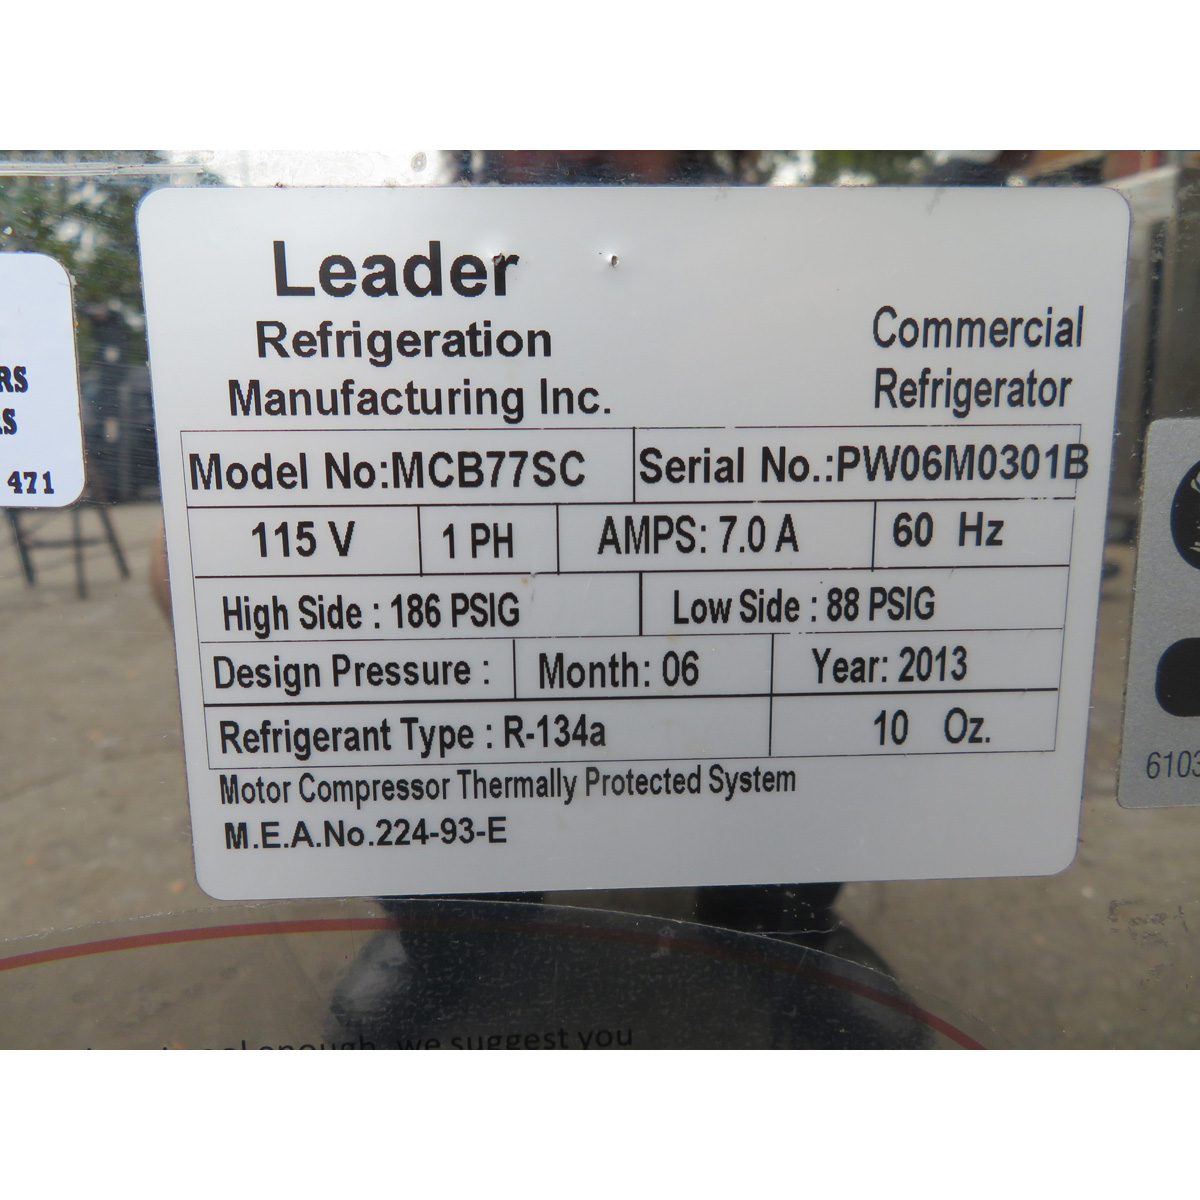 Leader
Refrigeration
Manufacturing Inc.
Commercial
Refrigerator
Model No:MCB77SC Serial No.:PW06M0301B
115 V 1 PH AMPS: 7.0 A 60 Hz
High Side : 186 PSIG Low Side : 88 PSIG
Design Pressure : Month: 06 Year: 2013
Refrigerant Type : R-134a 10 Oz.
Motor Compressor Thermally Protected System
M.E.A.No.224-93-E
RS
471
6103
enough, we suggest you